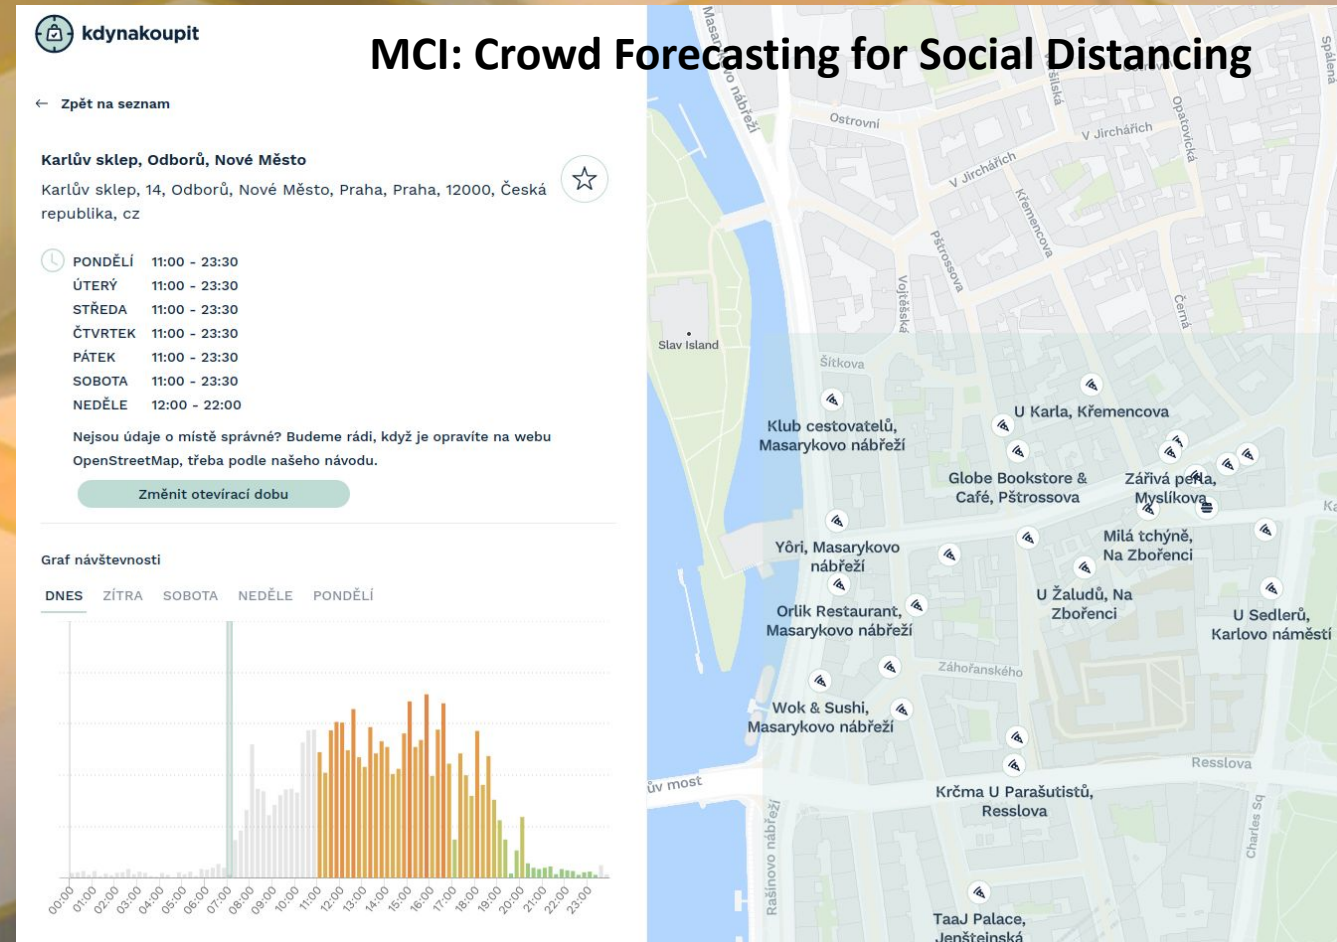 kdynakoupit
MCI: Crowd Forecasting for Social Distancing
← Zpět na seznam
Karlův sklep, Odborů, Nové Město
Karlův sklep, 14, Odborů, Nové Město, Praha, Praha, 12000, Česká
republika, cz
PONDĚLÍ 11:00 - 23:30
ÚTERÝ 11:00 - 23:30
STŘEDA 11:00 - 23:30
ČTVRTEK 11:00 - 23:30
PÁTEK 11:00 - 23:30
SOBOTA 11:00 - 23:30
NEDĚLE 12:00 - 22:00
Nejsou údaje o místě správné? Budeme rádi, když je opravíte na webu
OpenStreetMap, třeba podle našeho návodu.
Změnit otevírací dobu
Graf návštevnosti
DNES ZÍTRA SOBOTA NEDĚLE PONDĚLÍ
00:00 01:00 02:00 03:00 04:00 05:00 06:00 07:00 08:00 09:00 10:00 11:00 12:00 13:00 14:00 15:00 16:00 17:00 18:00 19:00 20:00 21:00 22:00 23:00
Masarykovo nábřeží
Spálená
Ostrovní
Opatovická
V Jirchářích
V Jirchářích
Křemencova
Pštrossova
Vojtěšská
Černá
Slav Island
Šítkova
U Karla, Křemencova
Klub cestovatelů,
Masarykovo nábřeží
Globe Bookstore &
Café, Pštrossova
Zářivá perla,
Myslíkova
Milá tchýně,
Na Zbořenci
Yôri, Masarykovo
nábřeží
U Žaludů, Na
Zbořenci
Orlik Restaurant,
Masarykovo nábřeží
U Sedlerů,
Karlovo náměstí
Záhořanského
Wok & Sushi,
Masarykovo nábřeží
Resslova
ův most
Krčma U Parašutistů,
Resslova
Rašínovo nábřeží
Charles Sq
TaaJ Palace,
Jenšteinská